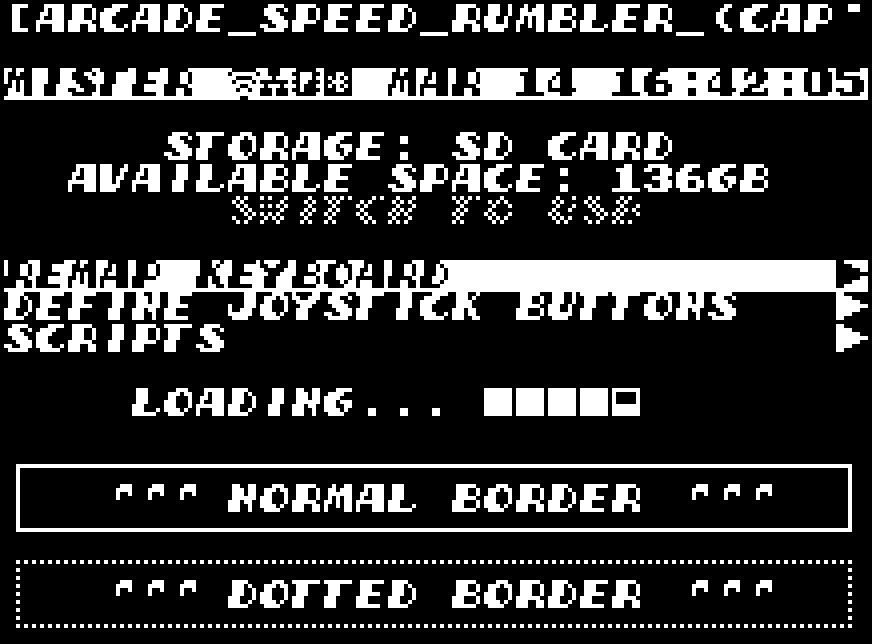 [ARCADE_SPEED_RUMBLER_(CAP
MISTER MAR 14 16:42:05
STORAGE: SD CARD
AVAILABLE SPACE: 136GB
SWITCH TO USB
REMAP KEYBOARD
DEFINE JOYSTICK BUTTONS
SCRIPTS
LOADING...
""" NORMAL BORDER """
""" DOTTED BORDER """